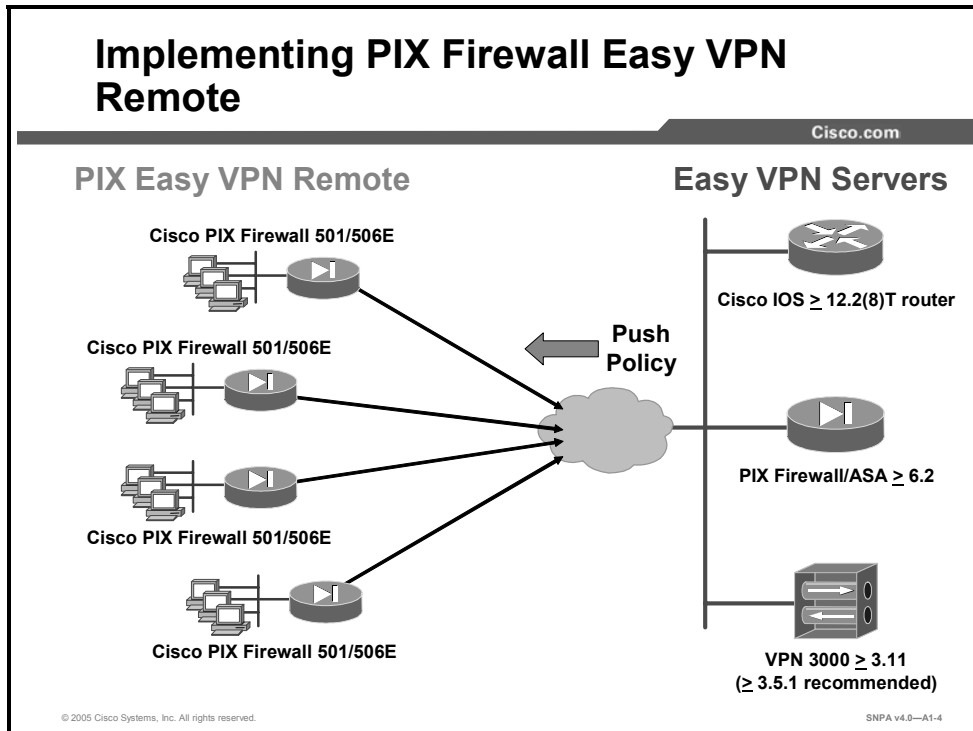 Implementing PIX Firewall Easy VPN
Remote
Cisco.com
PIX Easy VPN Remote
Easy VPN Servers
Cisco PIX Firewall 501/506E
Cisco IOS ≥ 12.2(8)T router
Push
Policy
Cisco PIX Firewall 501/506E
PIX Firewall/ASA ≥ 6.2
Cisco PIX Firewall 501/506E
Cisco PIX Firewall 501/506E
VPN 3000 ≥ 3.11
(≥ 3.5.1 recommended)
© 2005 Cisco Systems, Inc. All rights reserved.
SNPA v4.0—A1-4